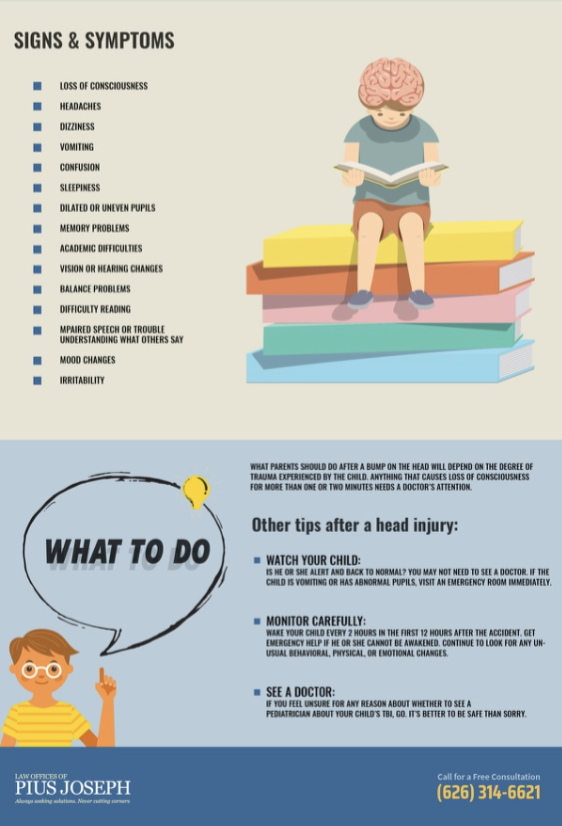 SIGNS & SYMPTOMS
LOSS OF CONSCIOUSNESS
HEADACHES
DIZZINESS
VOMITING
CONFUSION
SLEEPINESS
DILATED OR UNEVEN PUPILS
MEMORY PROBLEMS
ACADEMIC DIFFICULTIES
VISION OR HEARING CHANGES
BALANCE PROBLEMS
DIFFICULTY READING
MPAIRED SPEECH OR TROUBLE
UNDERSTANDING WHAT OTHERS SAY
MOOD CHANGES
IRRITABILITY
WHAT TO DO
WHAT PARENTS SHOULD DO AFTER A BUMP ON THE HEAD WILL DEPEND ON THE DEGREE OF
TRAUMA EXPERIENCED BY THE CHILD. ANYTHING THAT CAUSES LOSS OF CONSCIOUSNESS
FOR MORE THAN ONE OR TWO MINUTES NEEDS A DOCTOR'S ATTENTION.
Other tips after a head injury:
WATCH YOUR CHILD:
IS HE OR SHE ALERT AND BACK TO NORMAL? YOU MAY NOT NEED TO SEE A DOCTOR. IF THE
CHILD IS VOMITING OR HAS ABNORMAL PUPILS, VISIT AN EMERGENCY ROOM IMMEDIATELY.
MONITOR CAREFULLY:
WAKE YOUR CHILD EVERY 2 HOURS IN THE FIRST 12 HOURS AFTER THE ACCIDENT. GET
EMERGENCY HELP IF HE OR SHE CANNOT BE AWAKENED. CONTINUE TO LOOK FOR ANY UN-
USUAL BEHAVIORAL, PHYSICAL, OR EMOTIONAL CHANGES.
SEE A DOCTOR:
IF YOU FEEL UNSURE FOR ANY REASON ABOUT WHETHER TO SEE A
PEDIATRICIAN ABOUT YOUR CHILD'S TBI, GO. IT'S BETTER TO BE SAFE THAN SORRY.
LAW OFFICES OF
PIUS JOSEPH
Always seeking solutions. Never cutting corners
Call for a Free Consultation
(626) 314-6621